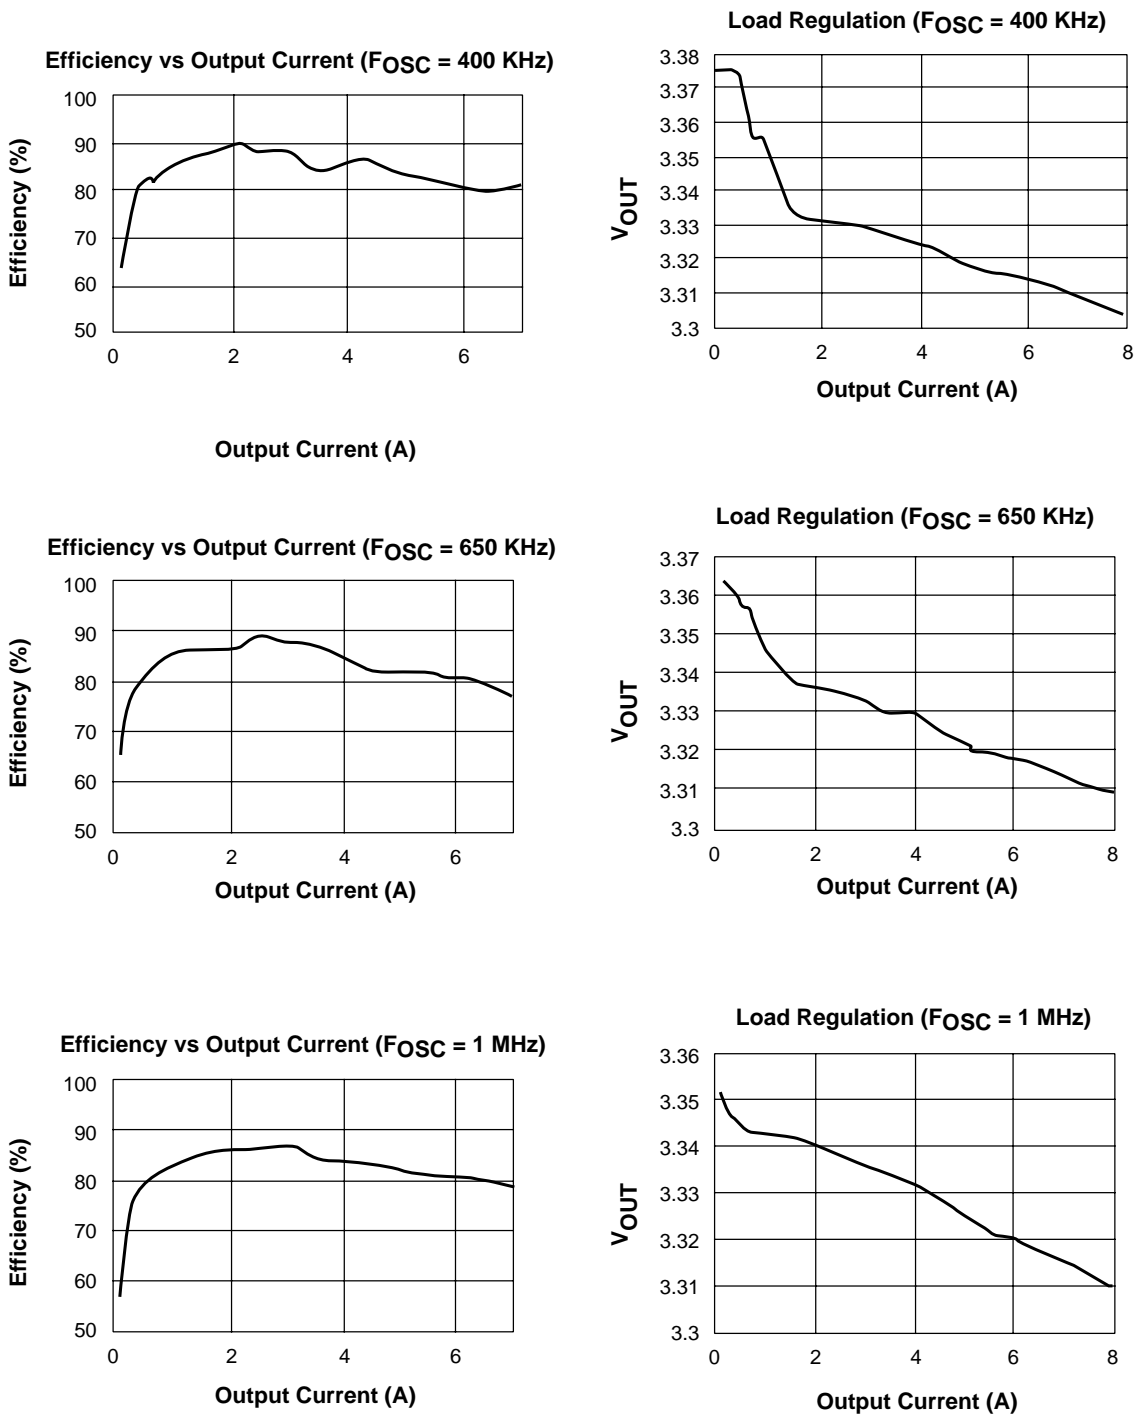 Efficiency vs Output Current (FOSC = 400 KHz)
Efficiency (%)
100
90
80
70
60
50
0 2 4 6
Output Current (A)
Load Regulation (FOSC = 400 KHz)
VOUT
3.38
3.37
3.36
3.35
3.34
3.33
3.32
3.31
3.3
0 2 4 6 8
Output Current (A)
Efficiency vs Output Current (FOSC = 650 KHz)
Efficiency (%)
100
90
80
70
60
50
0 2 4 6
Output Current (A)
Load Regulation (FOSC = 650 KHz)
VOUT
3.37
3.36
3.35
3.34
3.33
3.32
3.31
3.3
0 2 4 6 8
Output Current (A)
Efficiency vs Output Current (FOSC = 1 MHz)
Efficiency (%)
100
90
80
70
60
50
0 2 4 6
Output Current (A)
Load Regulation (FOSC = 1 MHz)
VOUT
3.36
3.35
3.34
3.33
3.32
3.31
3.3
0 2 4 6 8
Output Current (A)